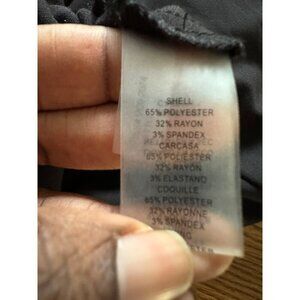 SHELL
65% POLYESTER
32% RAYON
3% SPANDEX
CARCASA
65% POLYESTER
32% RAYON
3% ELASTANO
COQUILLE
65% POLYESTER
32% RAYONNE
3% SPANDEX